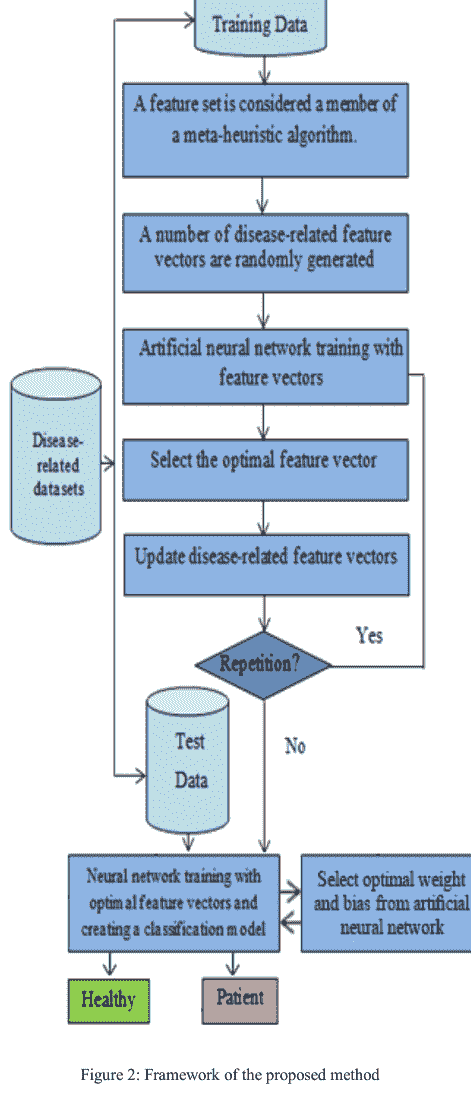 Training Data
A feature set is considered a member of
a meta-heuristic algorithm.
A number of disease-related feature
vectors are randomly generated
Artificial neural network training with
feature vectors
Disease-
related
datasets
Select the optimal feature vector
Update disease-related feature vectors
Yes
Repetition?
No
Test
Data
Neural network training with
optimal feature vectors and
creating a classification model
Select optimal weight
and bias from artificial
neural network
Healthy
Patient
Figure 2: Framework of the proposed method